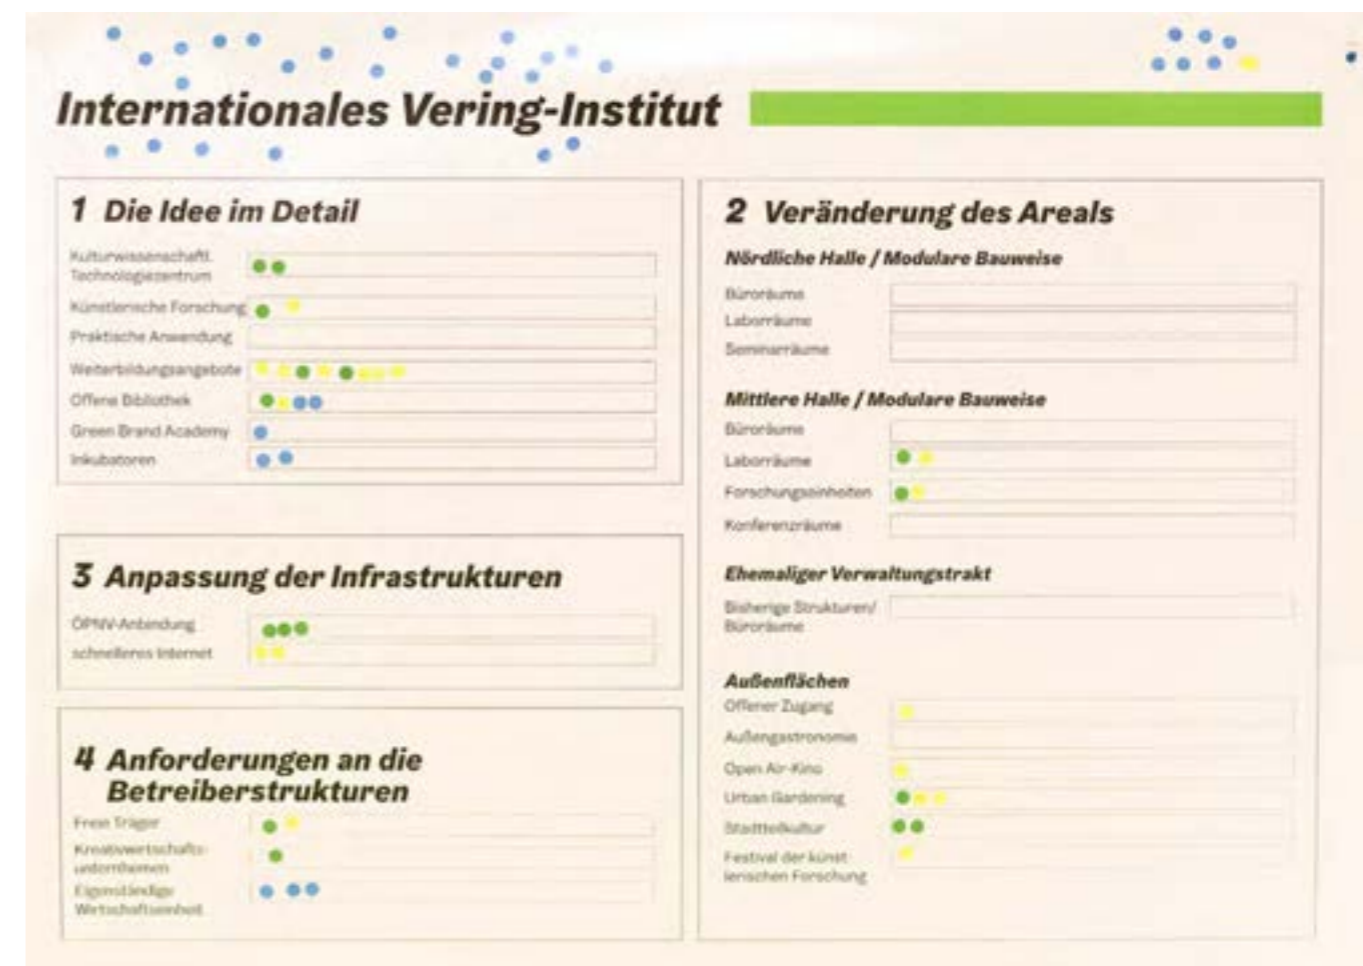 Internationales Vering-Institut
1 Die Idee im Detail
Kulturwissenschaftl.
Technologiezentrum
Künstlerische Forschung
Praktische Anwendung
Weiterbildungsangebote
Offene Bibliothek
Green Brand Academy
Inkubatoren
3 Anpassung der Infrastrukturen
ÖPNV-Anbindung
schnelleres Internet
4 Anforderungen an die
Betreiberstrukturen
Freie Träger
Kreativwirtschafts-
unternhemen
Eigenständige
Wirtschaftseinheit
2 Veränderung des Areals
Nördliche Halle / Modulare Bauweise
Büroräume
Laborräume
Seminarräume
Mittlere Halle / Modulare Bauweise
Büroräume
Laborräume
Forschungseinheiten
Konferenzräume
Ehemaliger Verwaltungstrakt
Bisherige Strukturen/
Büroräume
Außenflächen
Offener Zugang
Außengastronomie
Open Air-Kino
Urban Gardening
Stadtteilkultur
Festival der künst
lerischen Forschung